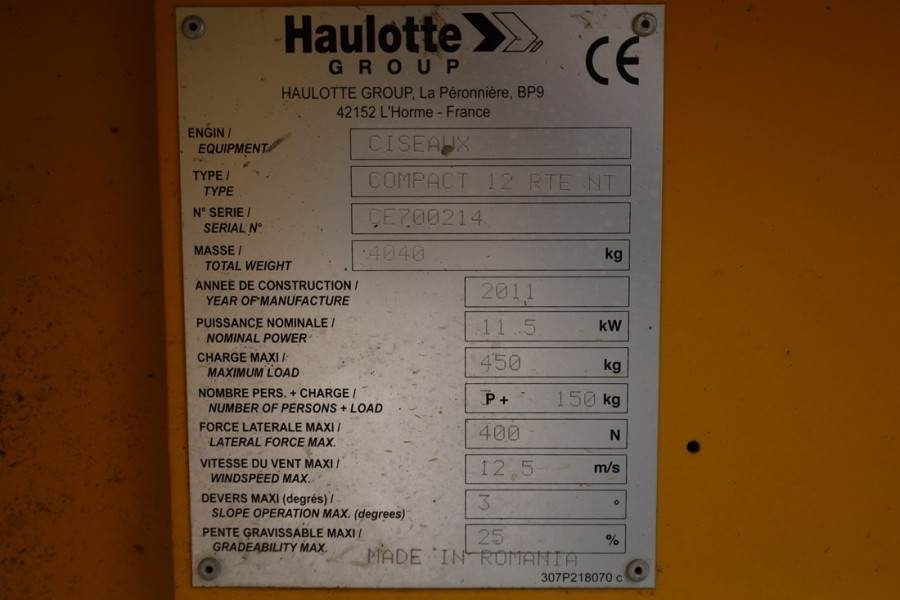 Haulotte
GROUP
CE
HAULOTTE GROUP, La Péronnière, BP9
42152 L'Horme - France
ENGIN /
EQUIPMENT
CISEAUX
TYPE /
TYPE
COMPACT 12 RTE NT
N° SERIE /
SERIAL N°
CE700214
MASSE /
TOTAL WEIGHT
4040 kg
ANNEE DE CONSTRUCTION /
YEAR OF MANUFACTURE
2011
PUISSANCE NOMINALE /
NOMINAL POWER
11.5 kW
CHARGE MAXI /
MAXIMUM LOAD
450 kg
NOMBRE PERS. + CHARGE /
NUMBER OF PERSONS + LOAD
P + 150 kg
FORCE LATERALE MAXI /
LATERAL FORCE MAX.
400 N
VITESSE DU VENT MAXI /
WINDSPEED MAX.
12.5 m/s
DEVERS MAXI (degrés) /
SLOPE OPERATION MAX. (degrees)
3 °
PENTE GRAVISSABLE MAXI /
GRADEABILITY MAX.
25 %
MADE IN ROMANIA
307P218070 c